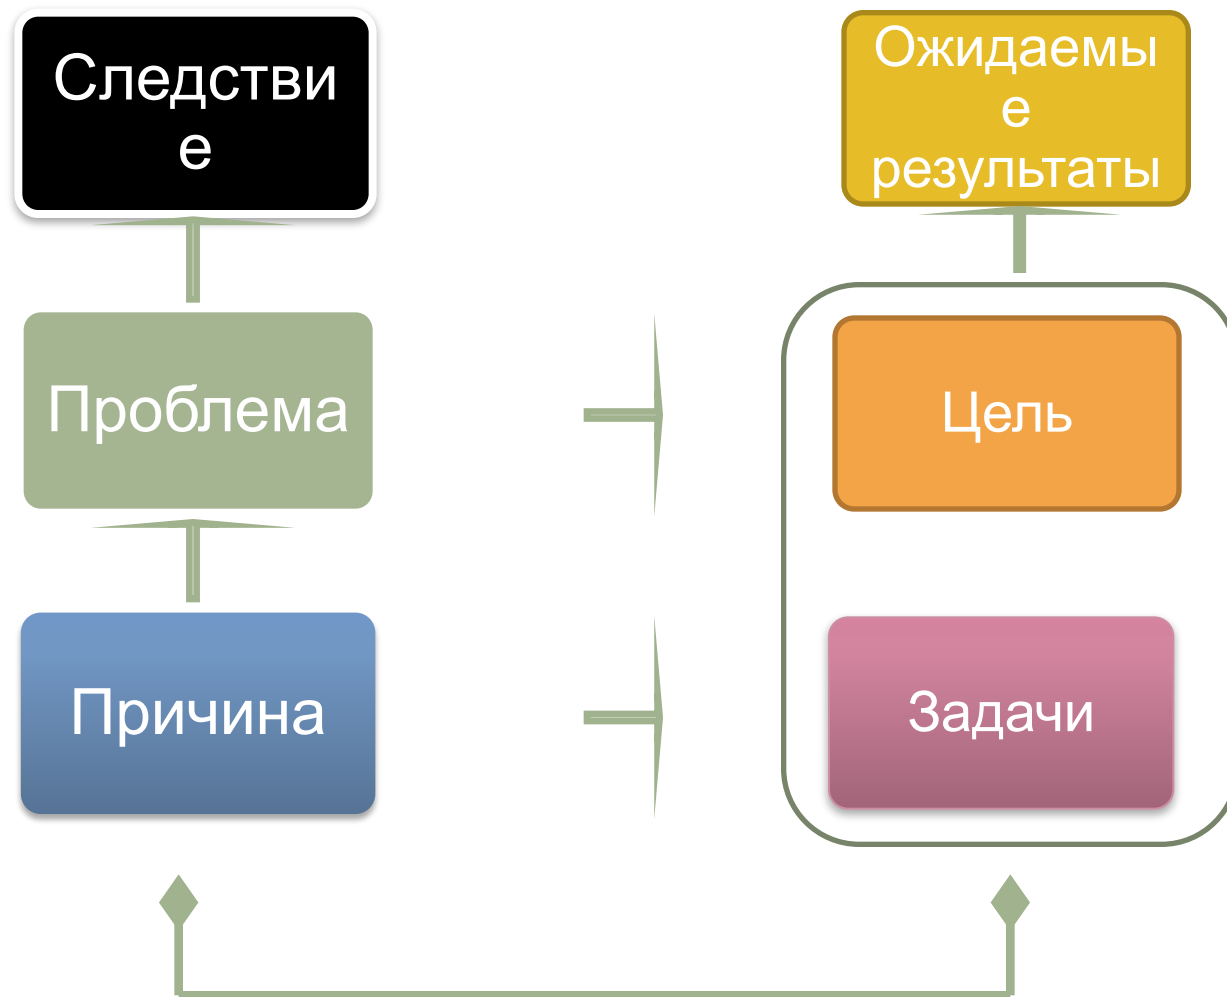 Следстви
е
Ожидаемы
е
результаты
Проблема
Цель
Причина
Задачи